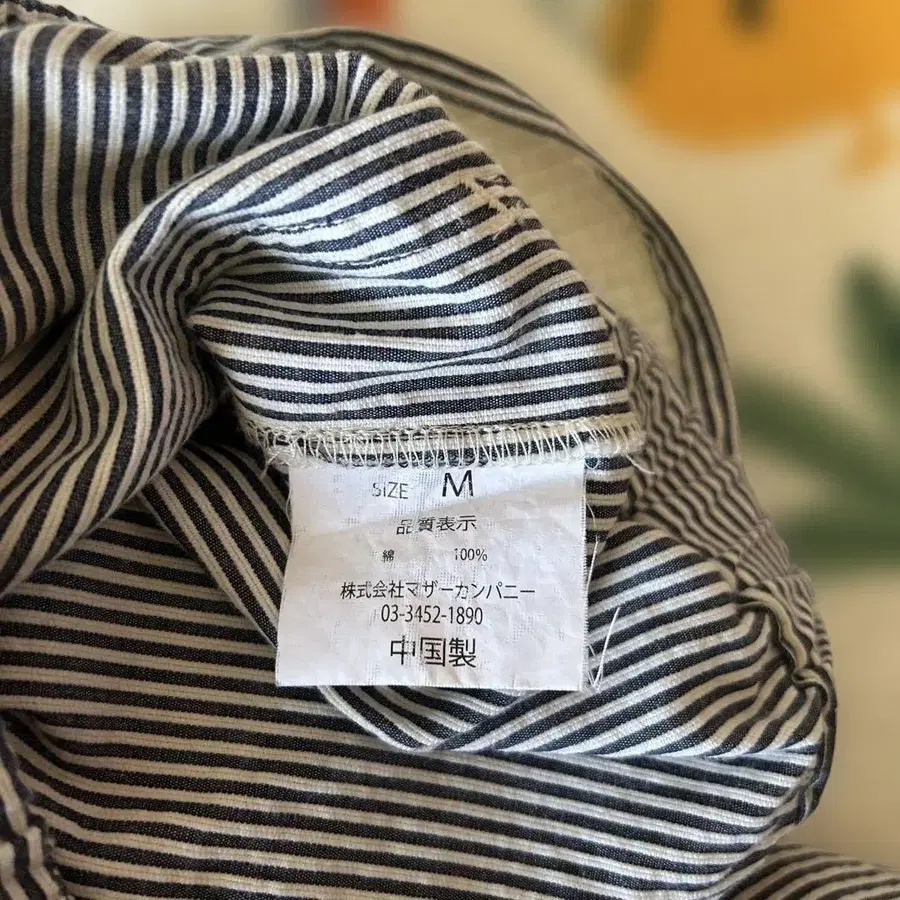 SIZE M
品質表示
綿 100%
株式会社マザーカンパニー
03-3452-1890
中国製